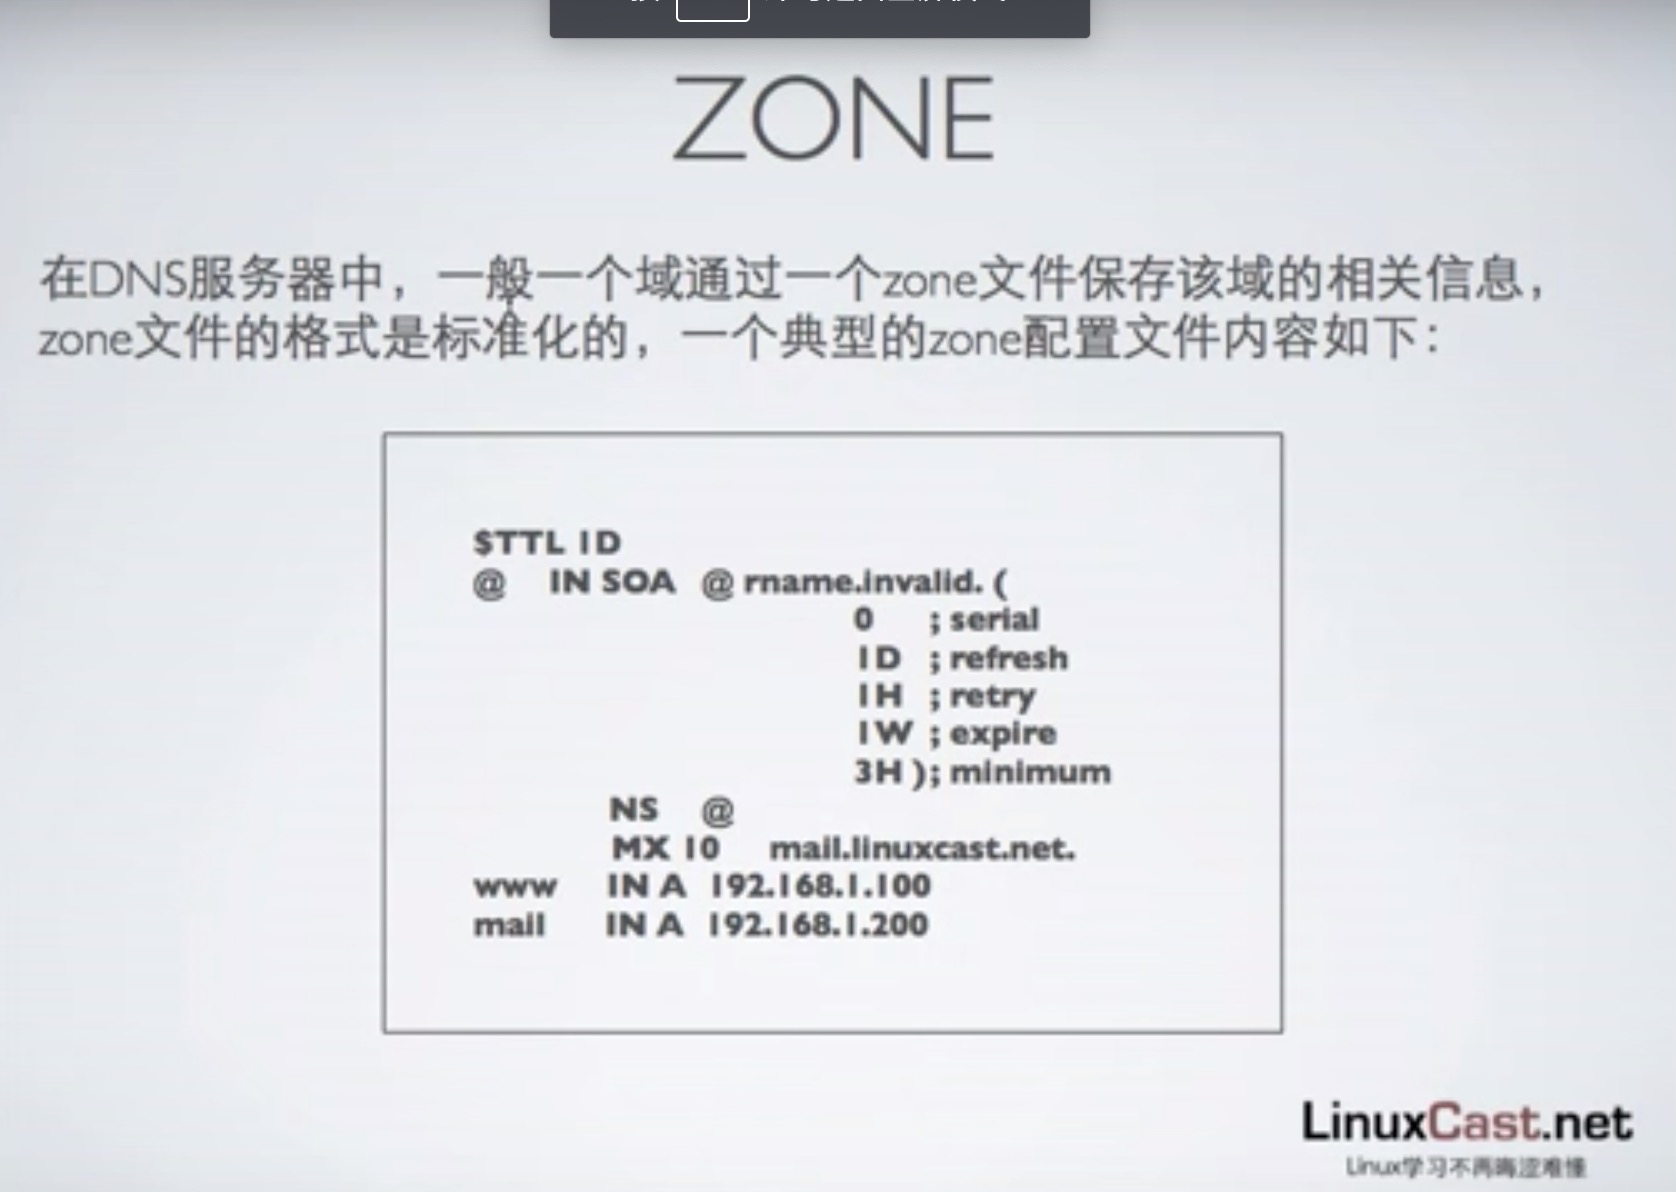 ZONE
在DNS服务器中，一般一个域通过一个zone文件保存该域的相关信息，
zone文件的格式是标准化的，一个典型的zone配置文件内容如下：
$TTL 1D
@ IN SOA @ rname.invalid. (
0 ; serial
1D ; refresh
1H ; retry
1W ; expire
3H ); minimum
NS @
MX 10 mail.linuxcast.net.
www IN A 192.168.1.100
mail IN A 192.168.1.200
LinuxCast.net
Linux学习不再晦涩难懂